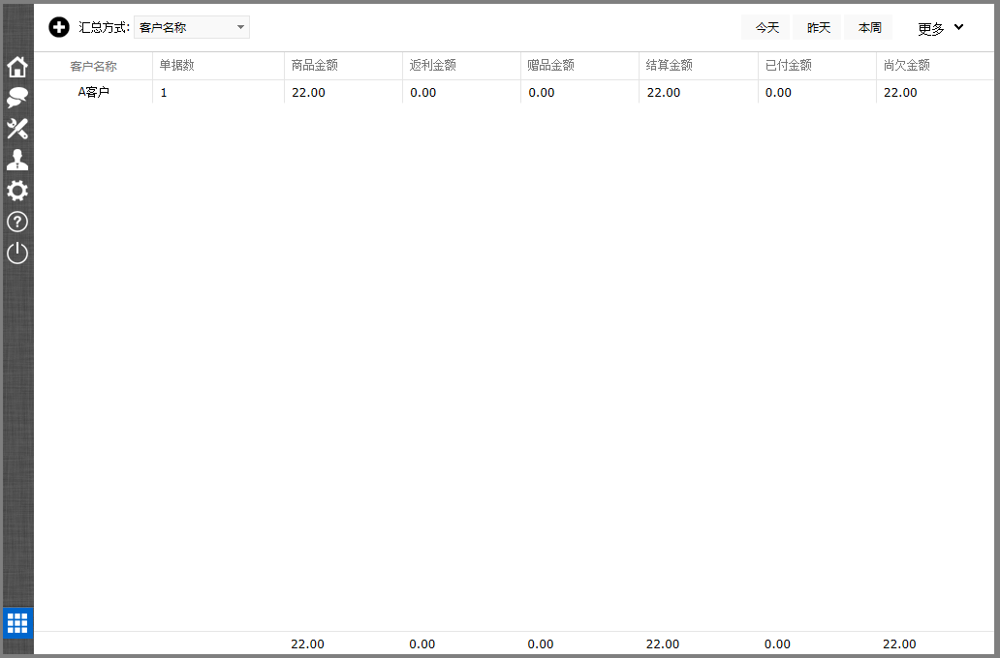 汇总方式: 客户名称 今天 昨天 本周 更多
客户名称 单据数 商品金额 返利金额 赠品金额 结算金额 已付金额 尚欠金额
A客户 1 22.00 0.00 0.00 22.00 0.00 22.00
22.00 0.00 0.00 22.00 0.00 22.00